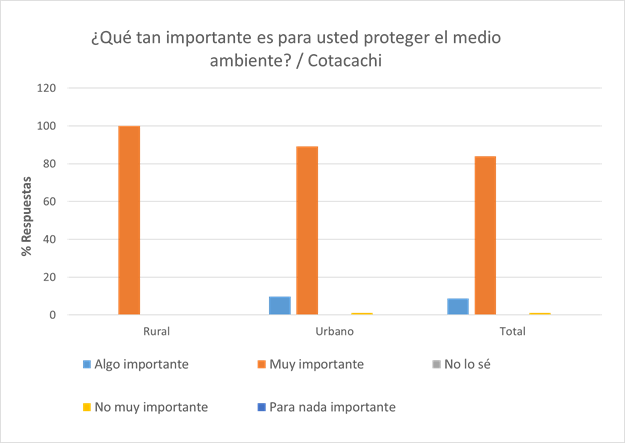 ¿Qué tan importante es para usted proteger el medio
ambiente? / Cotacachi
120
100
80
60
40
20
0
% Respuestas
Rural
Urbano
Total
Algo importante
Muy importante
No lo sé
No muy importante
Para nada importante